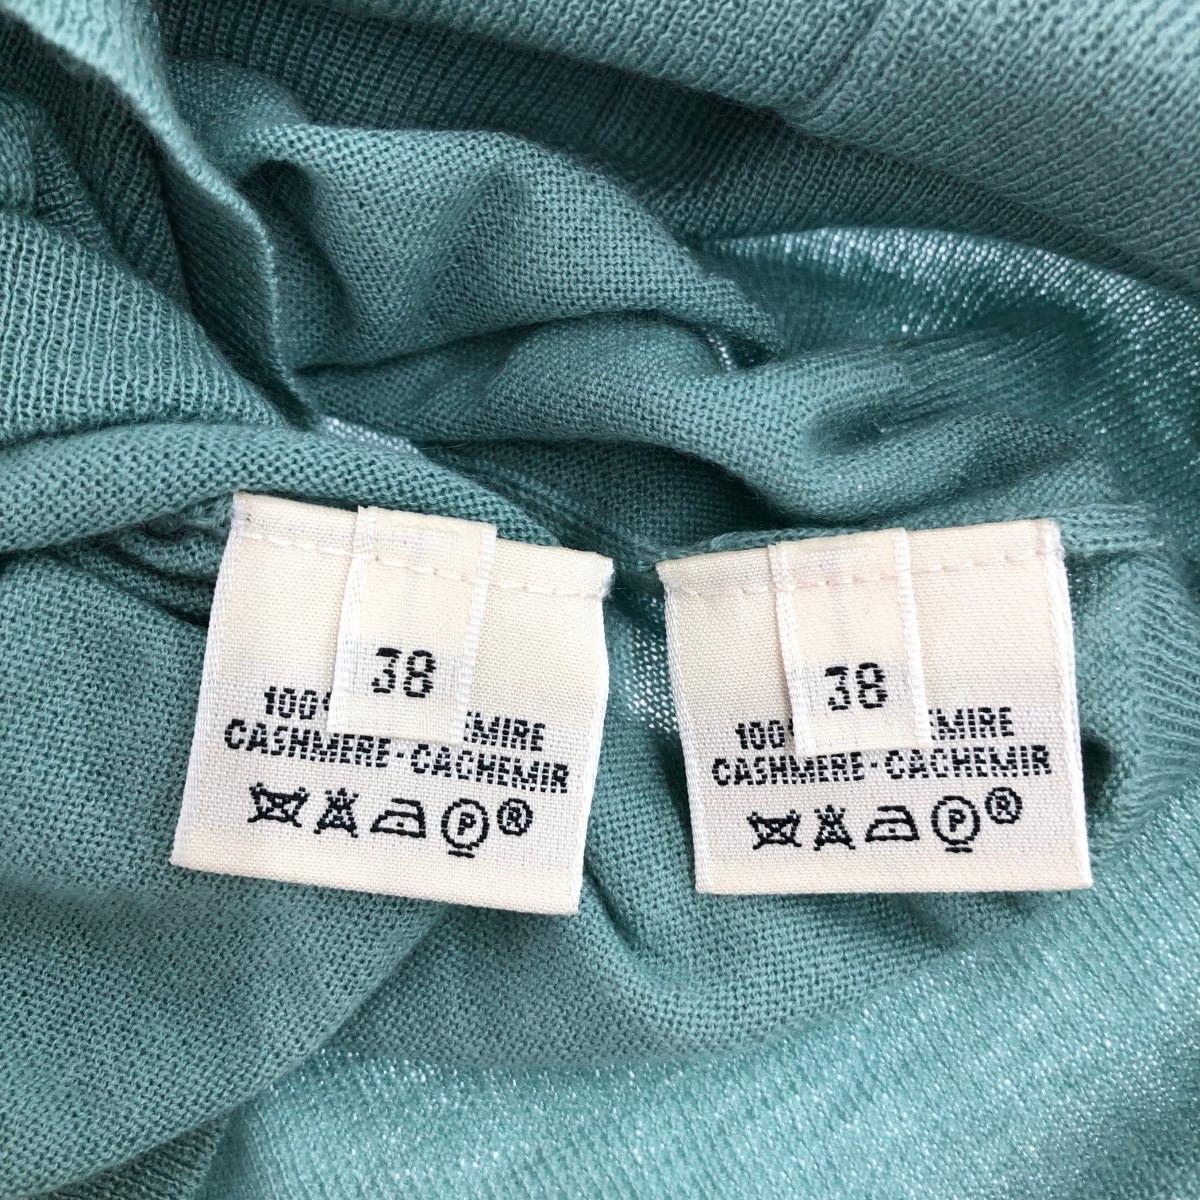 38
100% EMIRE
CASHMERE-CACHEMIR
P ®
38
100 EMIRE
CASHMERE-CACHEMIR
P ®